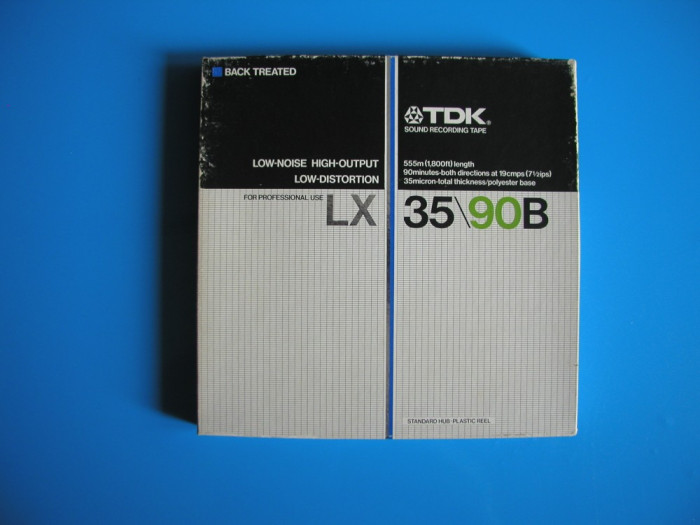 BACK TREATED
LOW-NOISE HIGH-OUTPUT
LOW-DISTORTION
FOR PROFESSIONAL USE
LX
TDK®
SOUND RECORDING TAPE
555m (1,800ft) length
90minutes-both directions at 19cmps (7½ips)
35micron-total thickness/polyester base
35\90B
STANDARD HUB·PLASTIC REEL